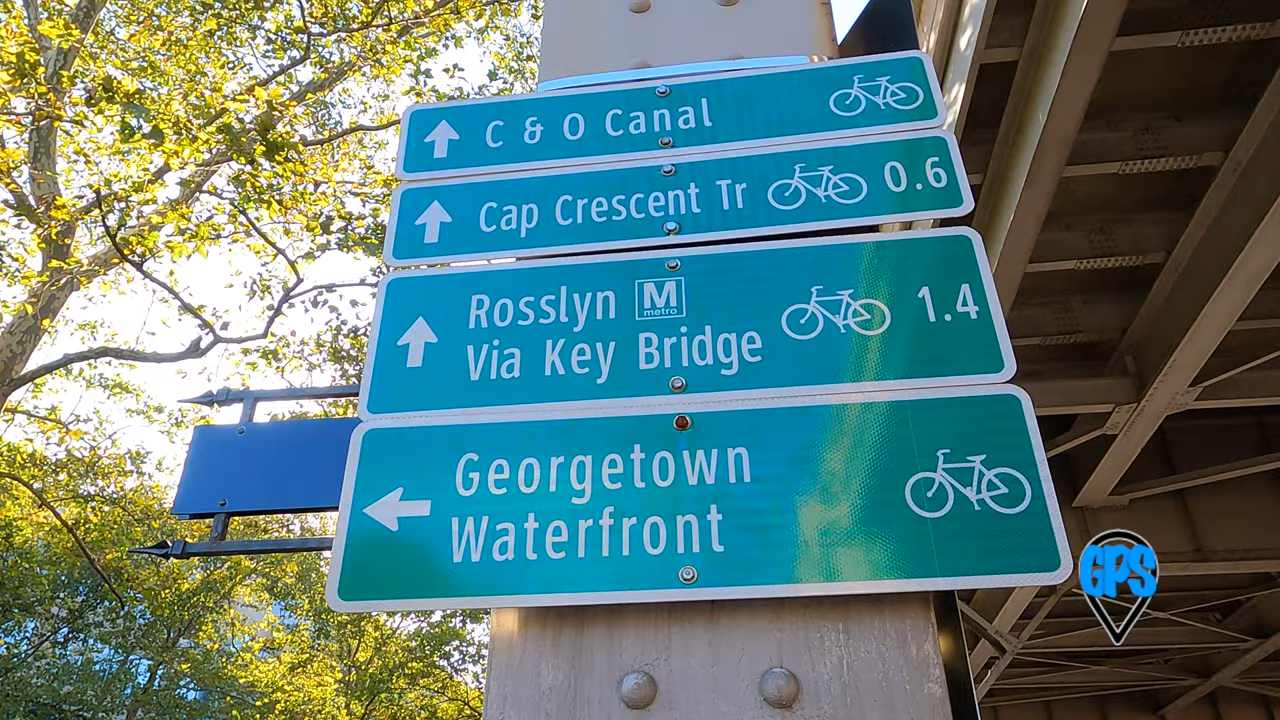 C & O Canal
Cap Crescent Tr 0.6
Rosslyn M metro
Via Key Bridge 1.4
Georgetown
Waterfront
GPS